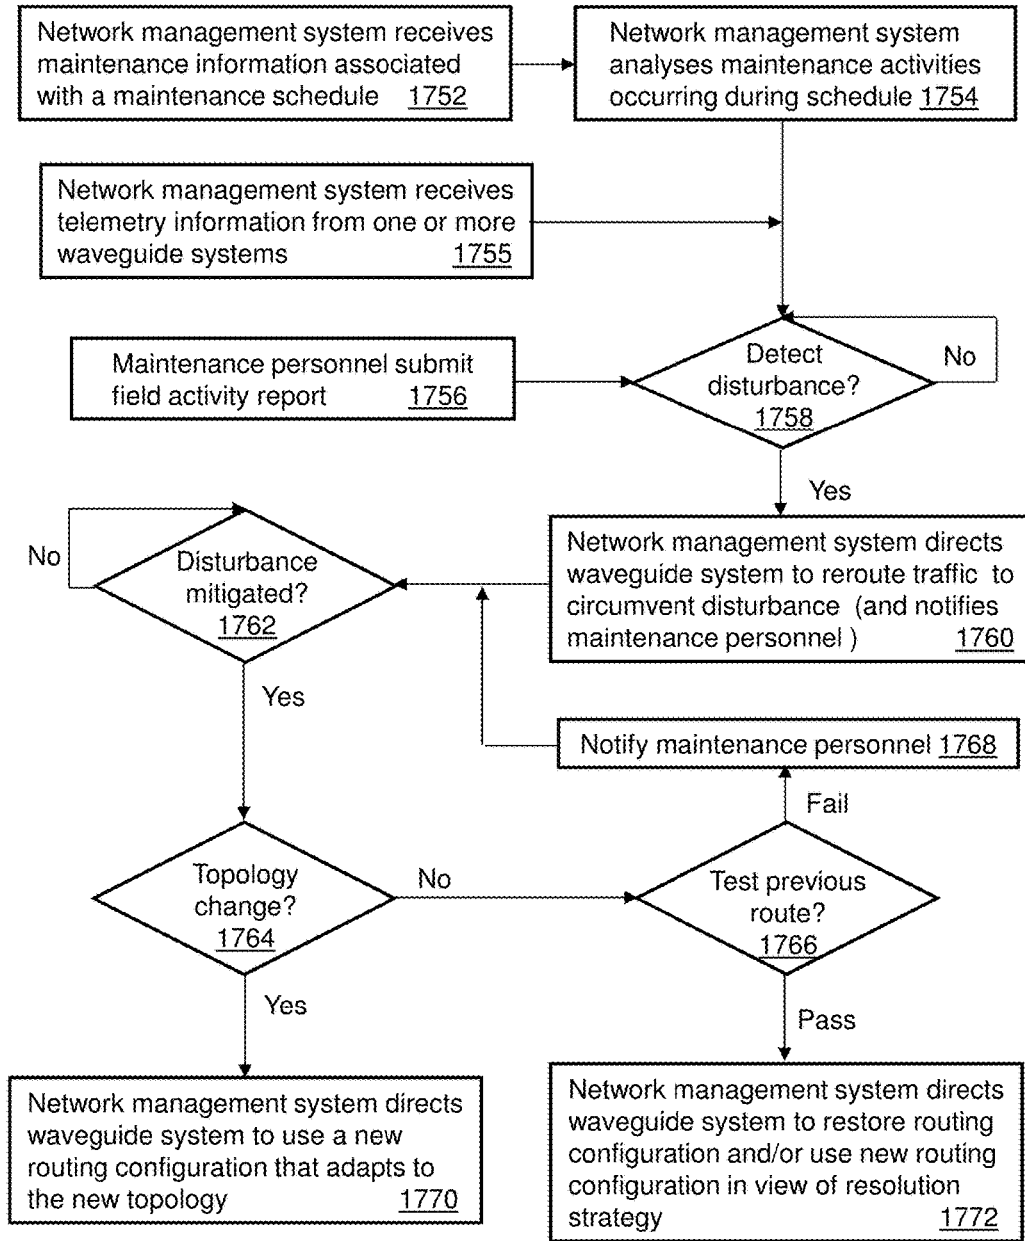 Network management system receives
maintenance information associated
with a maintenance schedule 1752
Network management system
analyses maintenance activities
occurring during schedule 1754
Network management system receives
telemetry information from one or more
waveguide systems 1755
Maintenance personnel submit
field activity report 1756
Detect
disturbance?
1758
No
Yes
Network management system directs
waveguide system to reroute traffic to
circumvent disturbance (and notifies
maintenance personnel ) 1760
No
Disturbance
mitigated?
1762
Yes
Notify maintenance personnel 1768
Fail
Topology
change?
1764
No
Test previous
route?
1766
Yes
Pass
Network management system directs
waveguide system to use a new
routing configuration that adapts to
the new topology 1770
Network management system directs
waveguide system to restore routing
configuration and/or use new routing
configuration in view of resolution
strategy 1772